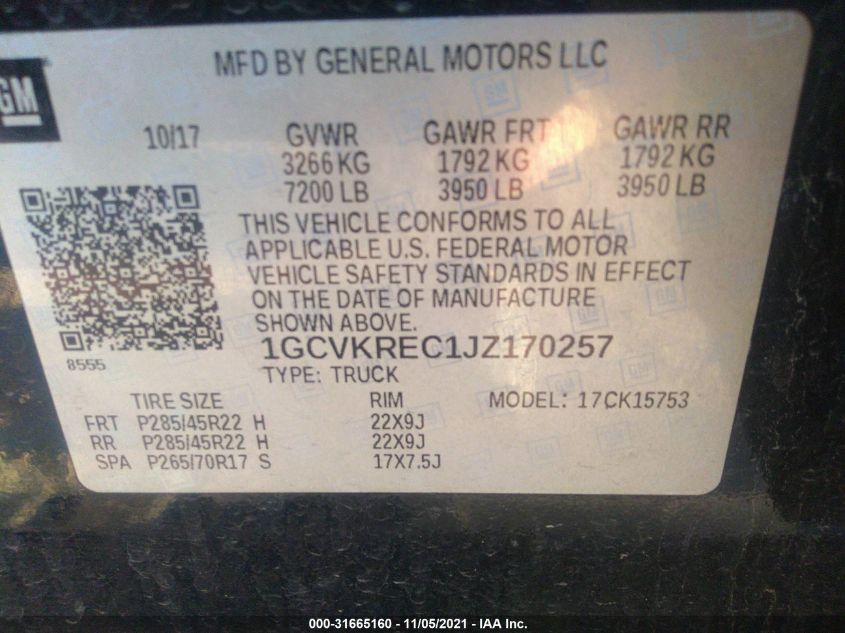 GM
MFD BY GENERAL MOTORS LLC
10/17 GVWR GAWR FRT GAWR RR
3266 KG 1792 KG 1792 KG
7200 LB 3950 LB 3950 LB
THIS VEHICLE CONFORMS TO ALL
APPLICABLE U.S. FEDERAL MOTOR
VEHICLE SAFETY STANDARDS IN EFFECT
ON THE DATE OF MANUFACTURE
SHOWN ABOVE.
8555
1GCVKREC1JZ170257
TYPE: TRUCK
TIRE SIZE RIM MODEL: 17CK15753
FRT P285/45R22 H 22X9J
RR P285/45R22 H 22X9J
SPA P265/70R17 S 17X7.5J
000-31665160 - 11/05/2021 - IAA Inc.